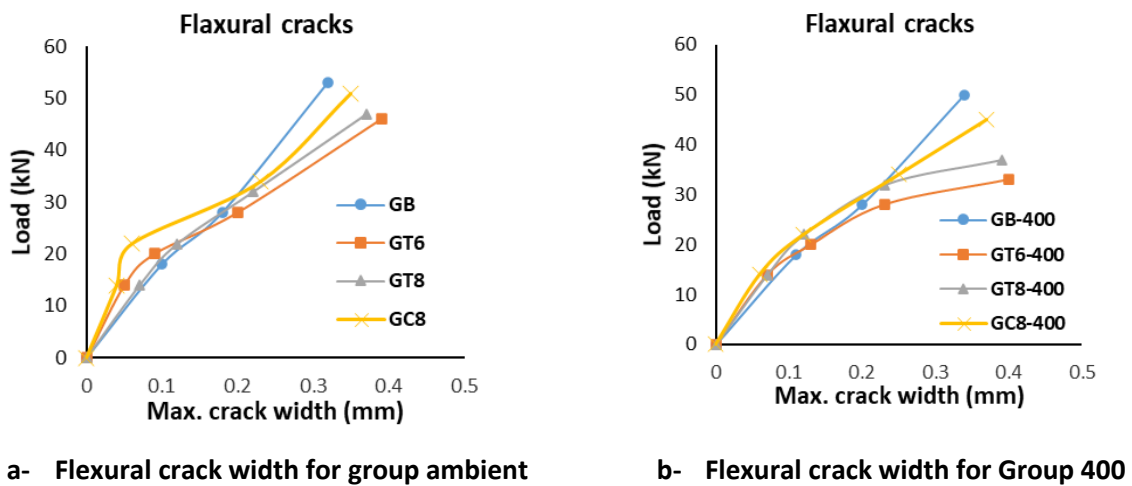 Flaxural cracks
60
50
40
30
20
10
0
Load (kN)
GB
GT6
GT8
GC8
0 0.1 0.2 0.3 0.4 0.5
Max. crack width (mm)
a- Flexural crack width for group ambient
Flaxural cracks
60
50
40
30
20
10
0
Load (kN)
GB-400
GT6-400
GT8-400
GC8-400
0 0.1 0.2 0.3 0.4 0.5
Max. crack width (mm)
b- Flexural crack width for Group 400